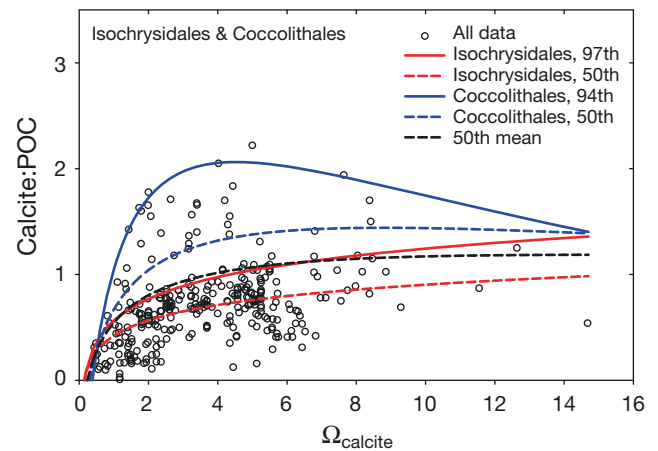 Isochrysidales & Coccolithales
All data
Isochrysidales, 97th
Isochrysidales, 50th
Coccolithales, 94th
Coccolithales, 50th
50th mean
3
2
1
0
Calcite:POC
0 2 4 6 8 10 12 14 16
Ωcalcite